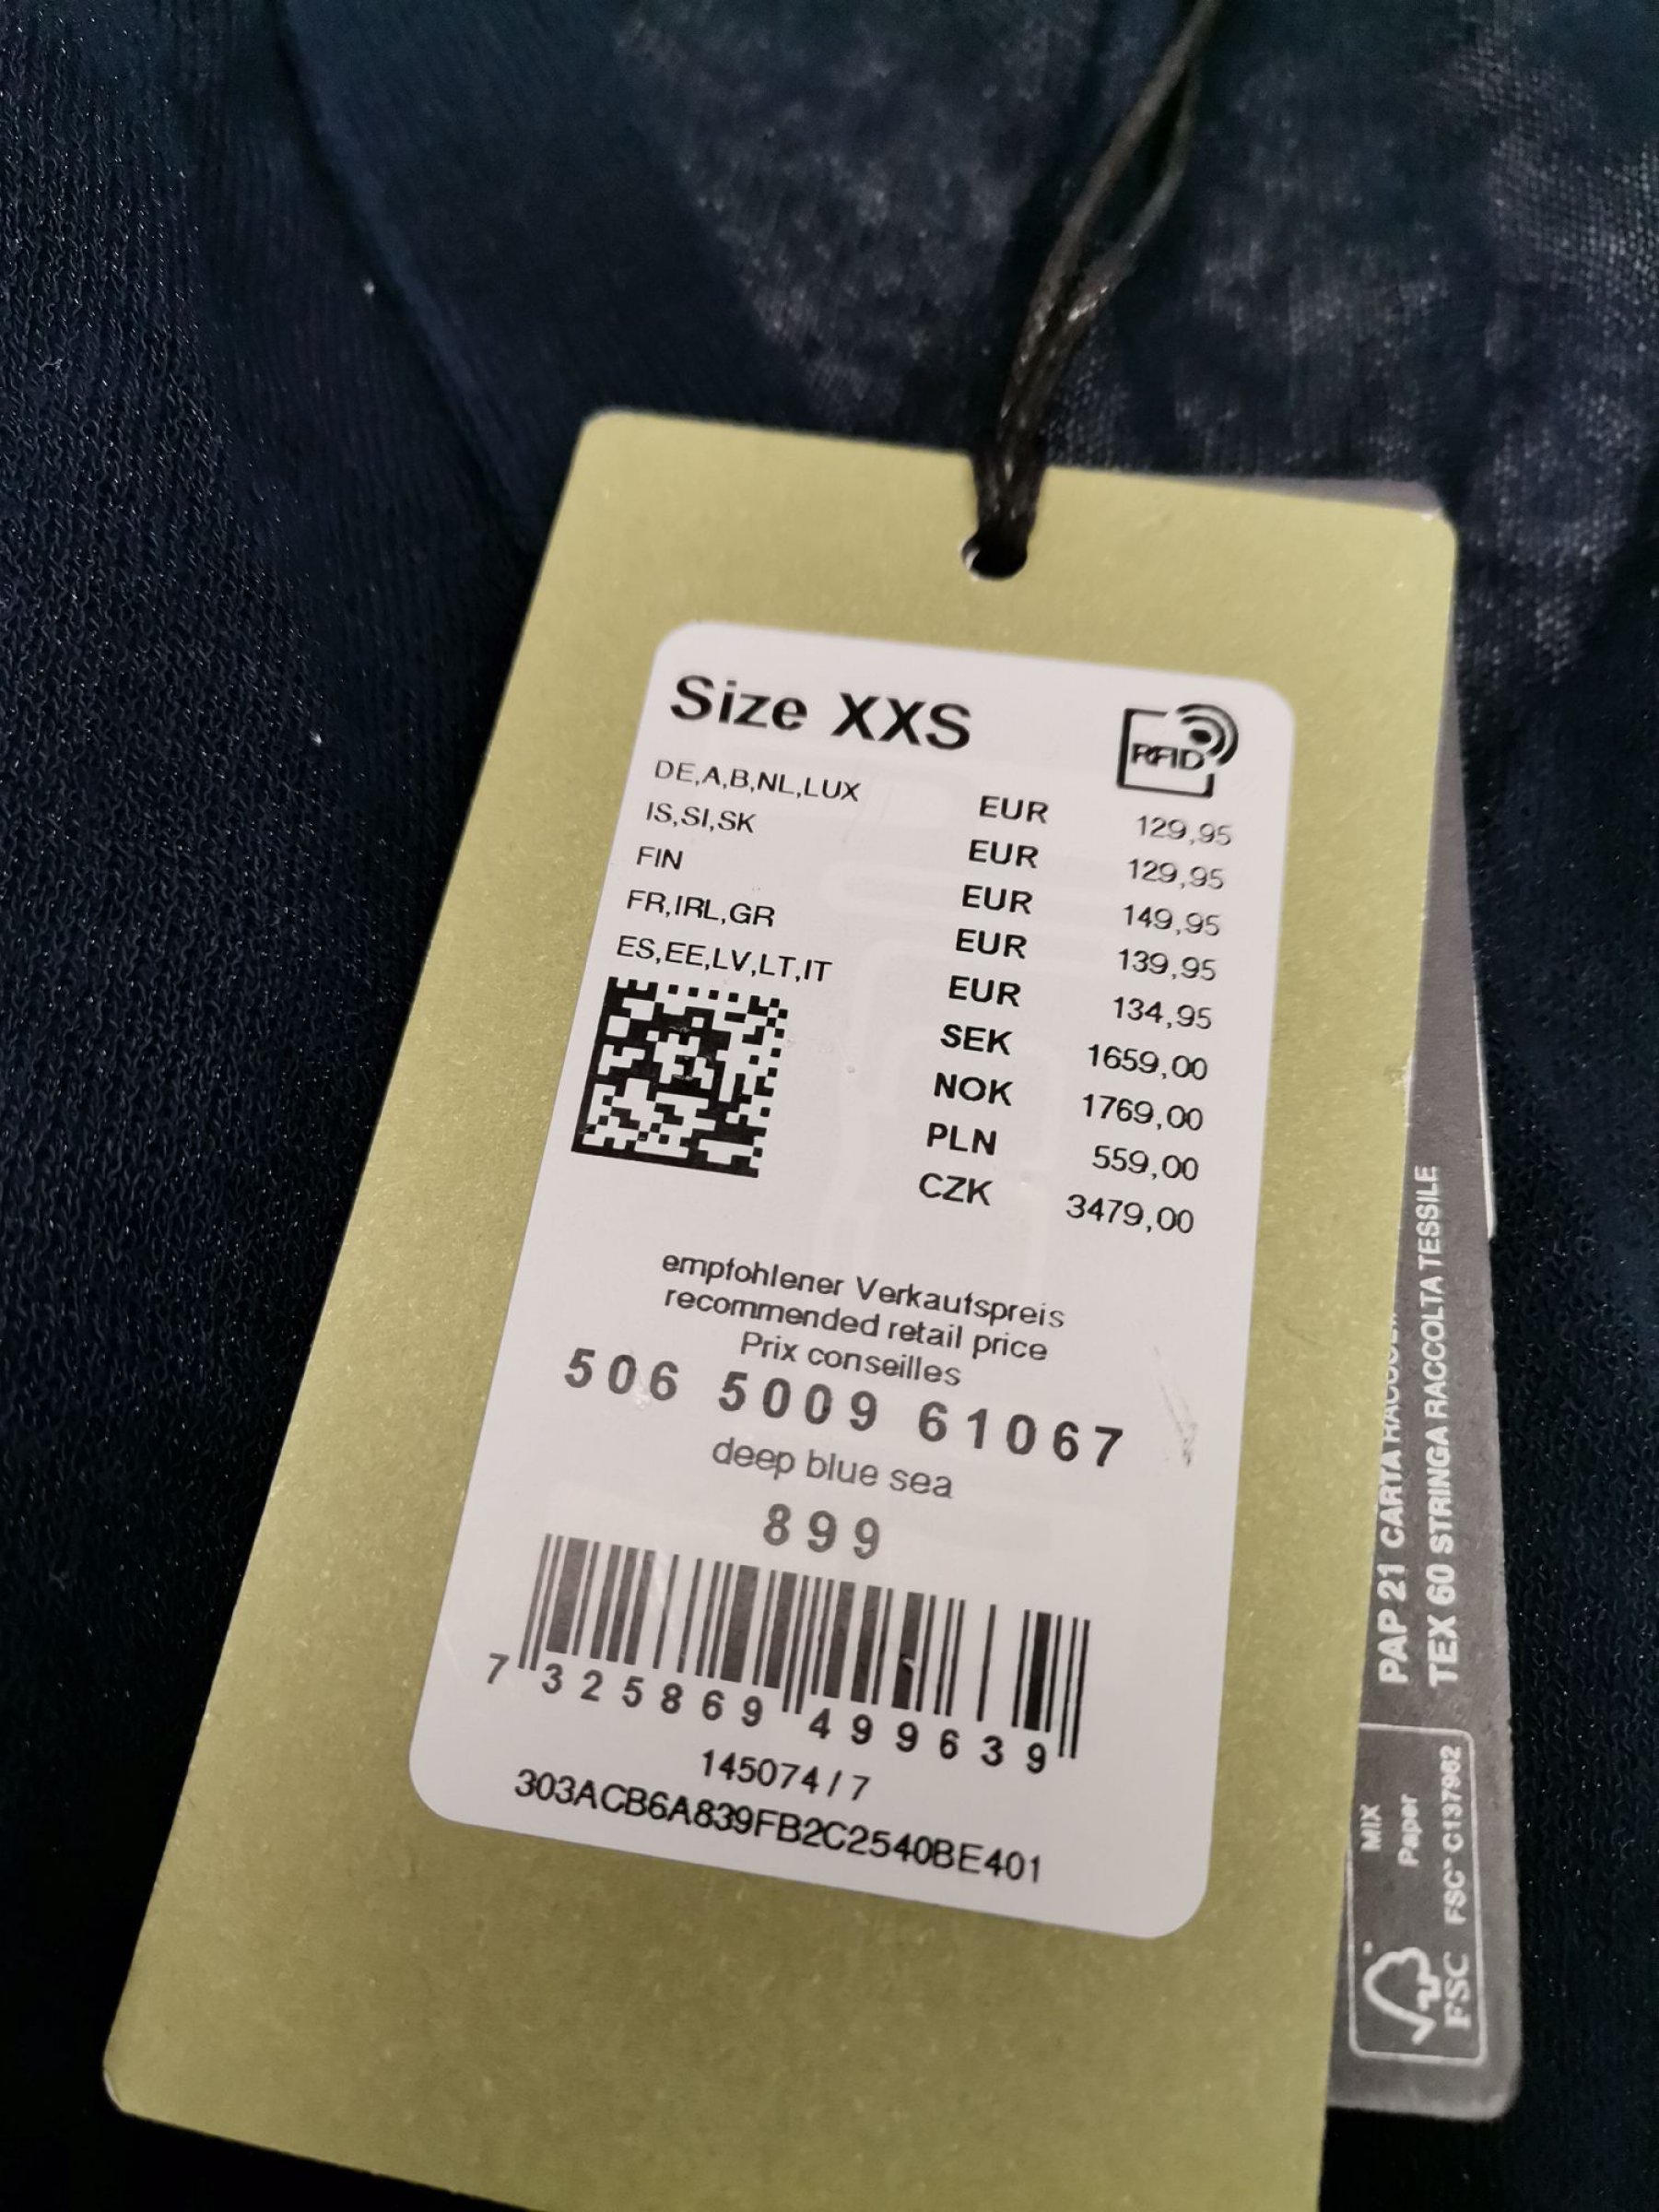 Size XXS
RFID
DE,A,B,NL,LUX EUR 129,95
IS,SI,SK EUR 129,95
FIN EUR 149,95
FR,IRL,GR EUR 139,95
ES,EE,LV,LT,IT EUR 134,95
SEK 1659,00
NOK 1769,00
PLN 559,00
CZK 3479,00
empfohlener Verkaufspreis
recommended retail price
Prix conseilles
506 5009 61067
deep blue sea
899
7 325869 499639
145074 / 7
303ACB6A839FB2C2540BE401
PAP 21 CARTA
TEX 60 STRINGA RACCOLTA TESSILE
MIX
Paper
FSC™ C137962
FSC™